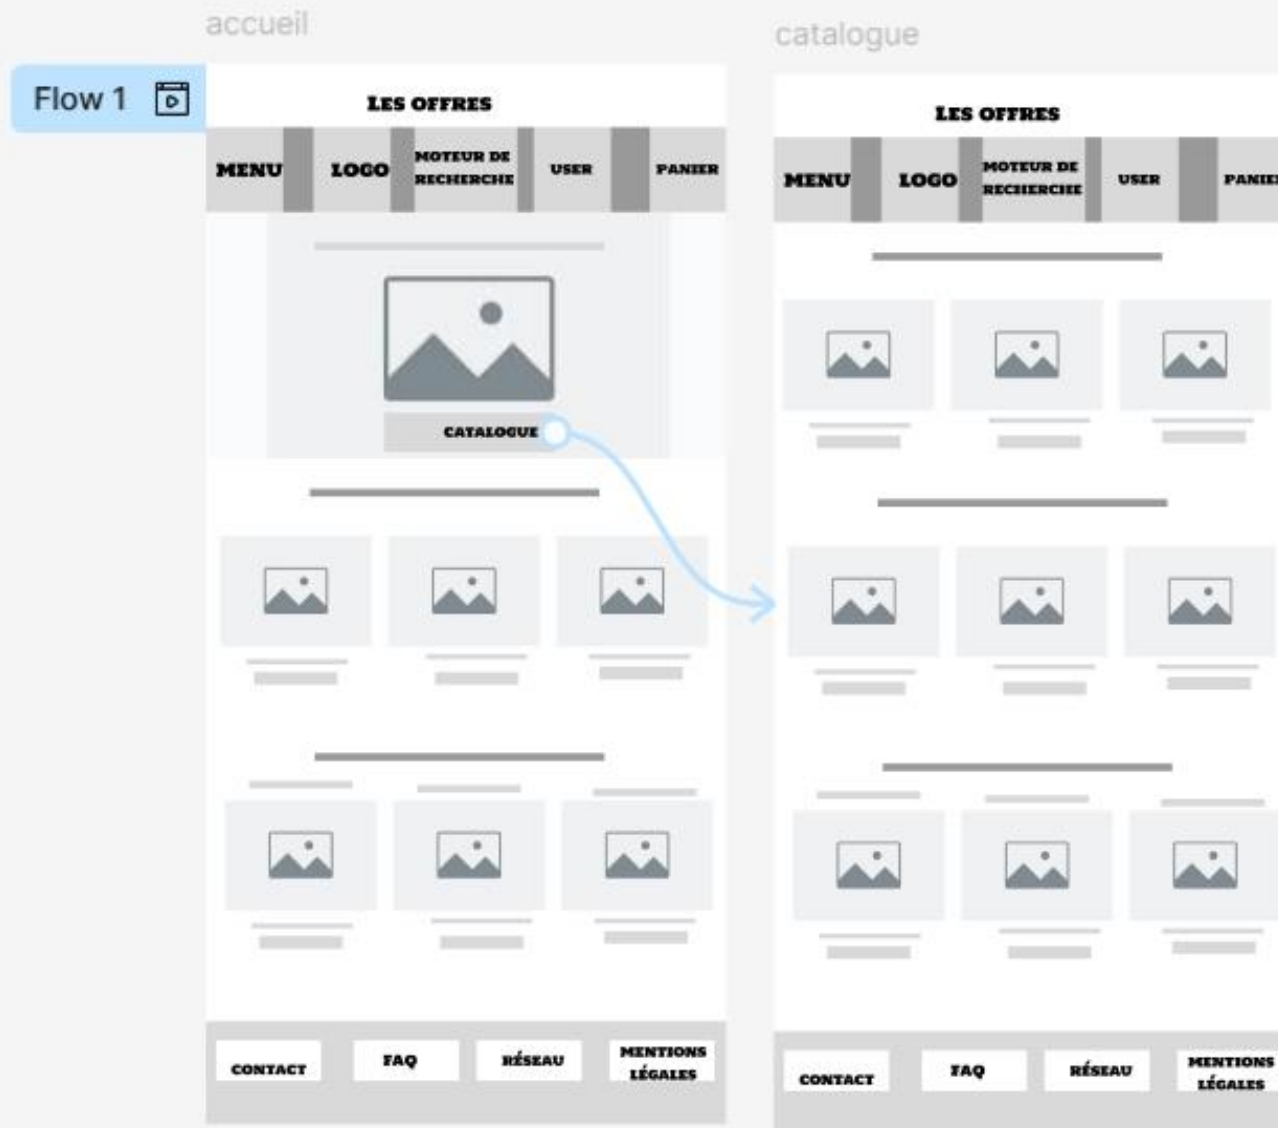 accueil
Flow 1
LES OFFRES
MENU
LOGO
MOTEUR DE
RECHERCHE
USER
PANIER
CATALOGUE
CONTACT
FAQ
RÉSEAU
MENTIONS
LÉGALES
catalogue
LES OFFRES
MENU
LOGO
MOTEUR DE
RECHERCHE
USER
PANIE
CONTACT
FAQ
RÉSEAU
MENTIONS
LÉGALES